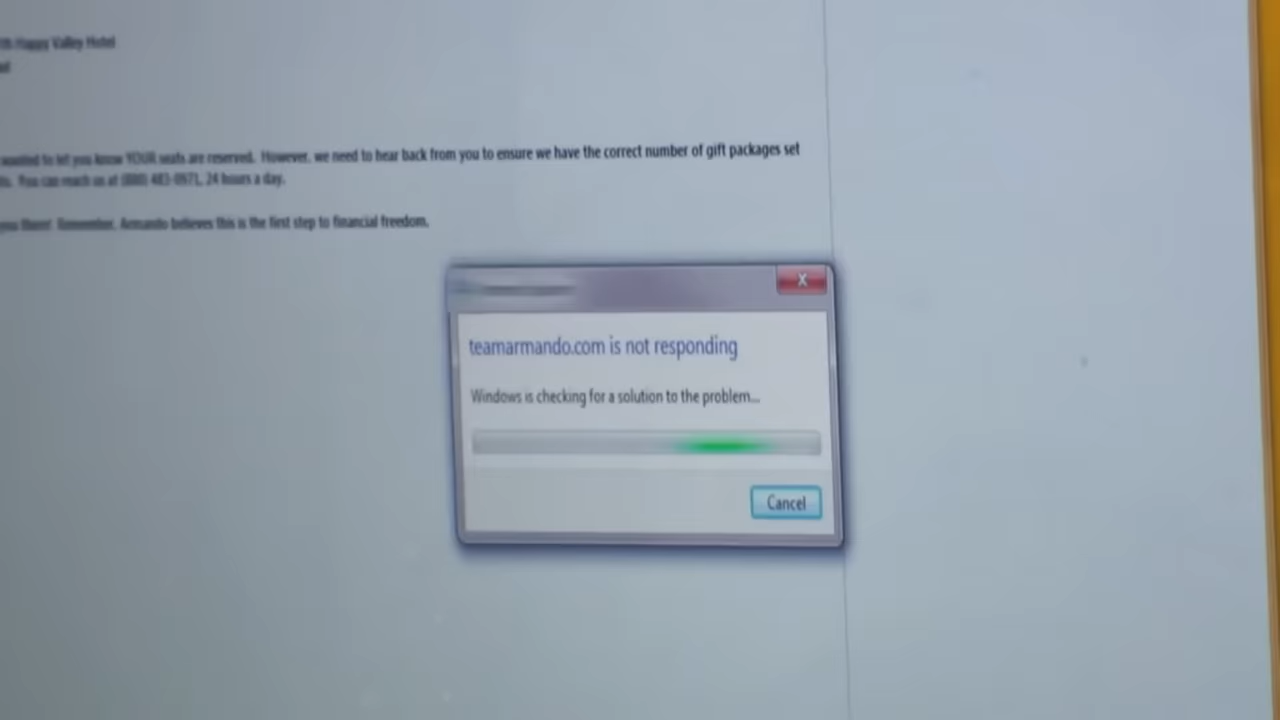 Happy Valley Hotel
wanted to let you know YOUR seats are reserved. However, we need to hear back from you to ensure we have the correct number of gift packages set
You can reach us at 24 hours a day.
you there! Remember, Armando believes this is the first step to financial freedom.
X
teamarmando.com is not responding
Windows is checking for a solution to the problem...
Cancel